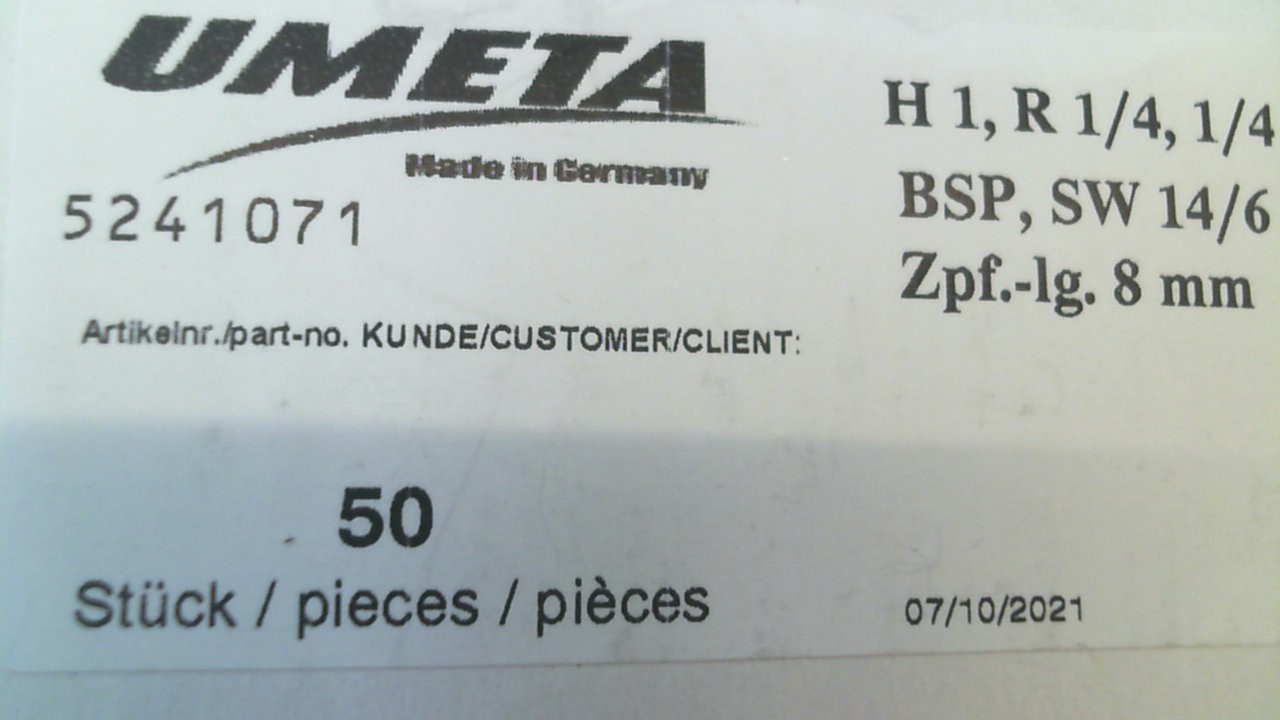 UMETA
Made in Germany
5241071
H 1, R 1/4, 1/4
BSP, SW 14/6
Zpf.-lg. 8 mm
Artikelnr./part-no. KUNDE/CUSTOMER/CLIENT:
50
Stück / pieces / pièces
07/10/2021